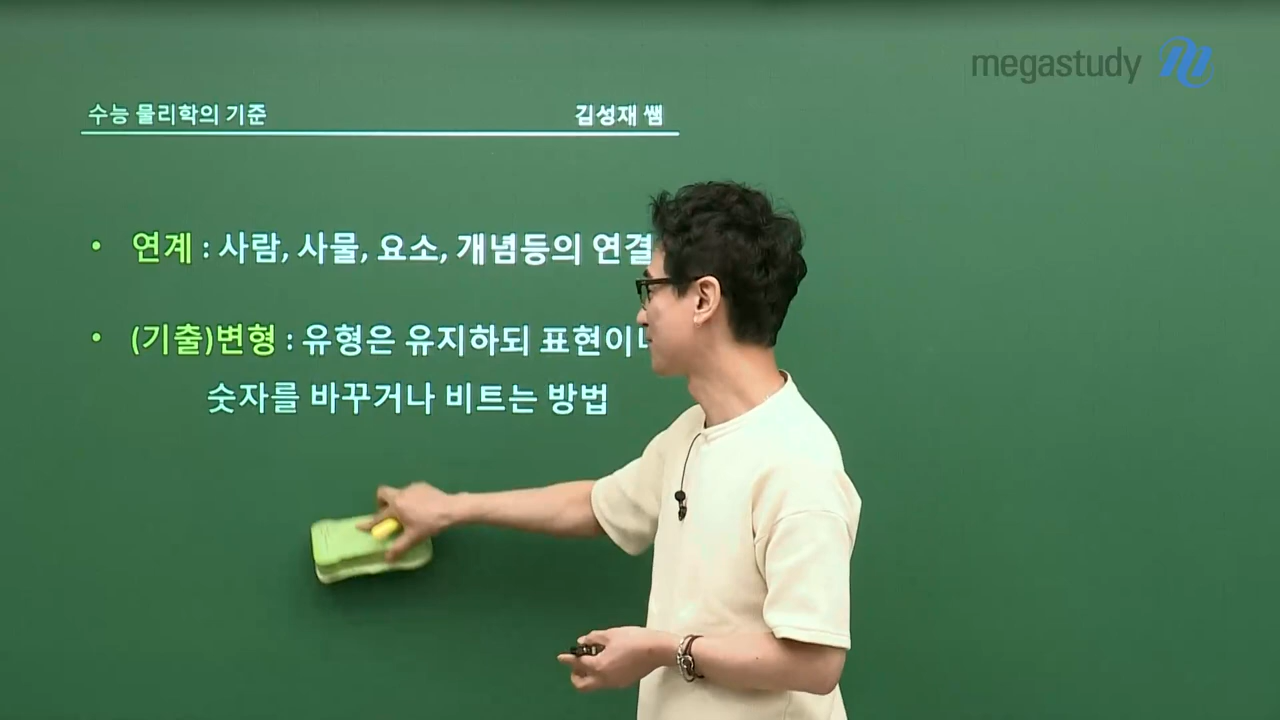 megastudy
수능 물리학의 기준 김성재 쌤
• 연계 : 사람, 사물, 요소, 개념등의 연결
• (기출)변형 : 유형은 유지하되 표현이
숫자를 바꾸거나 비트는 방법